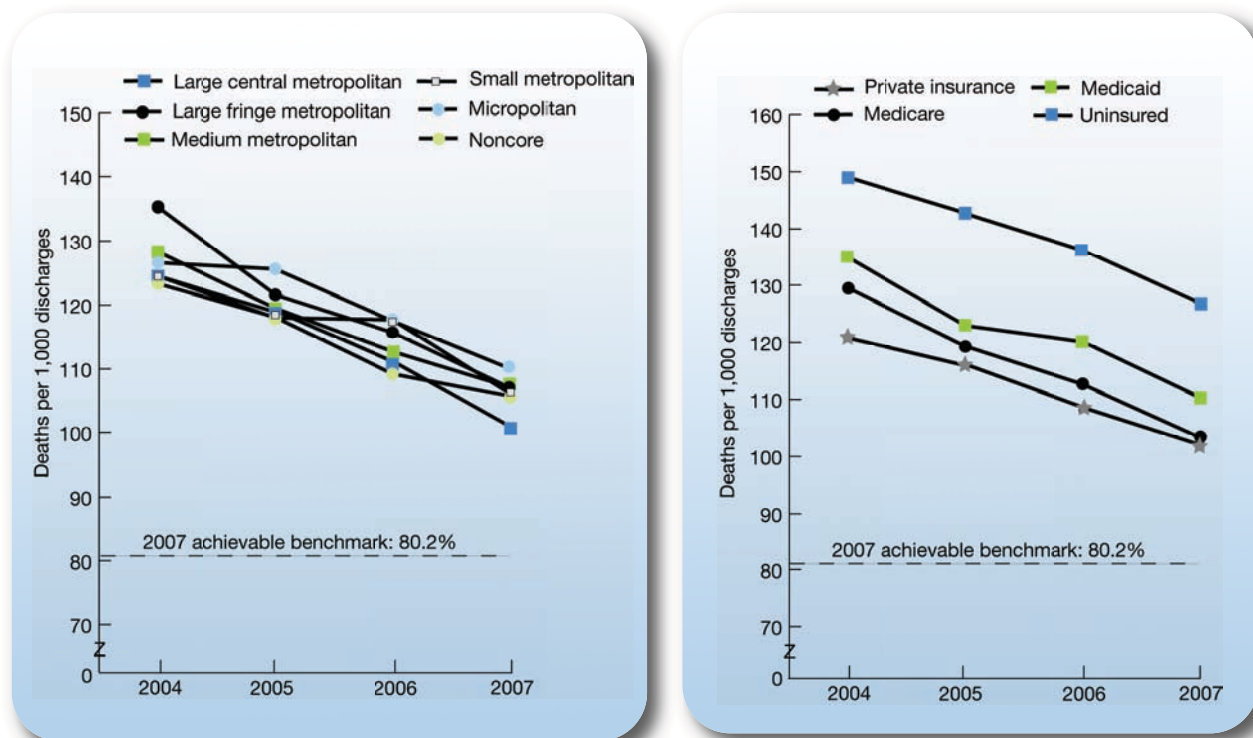 Large central metropolitan
Large fringe metropolitan
Medium metropolitan
Small metropolitan
Micropolitan
Noncore
Deaths per 1,000 discharges
150
140
130
120
110
100
90
80
70
Z
0
2007 achievable benchmark: 80.2%
2004 2005 2006 2007
Private insurance
Medicare
Medicaid
Uninsured
Deaths per 1,000 discharges
160
150
140
130
120
110
100
90
80
70
Z
0
2007 achievable benchmark: 80.2%
2004 2005 2006 2007